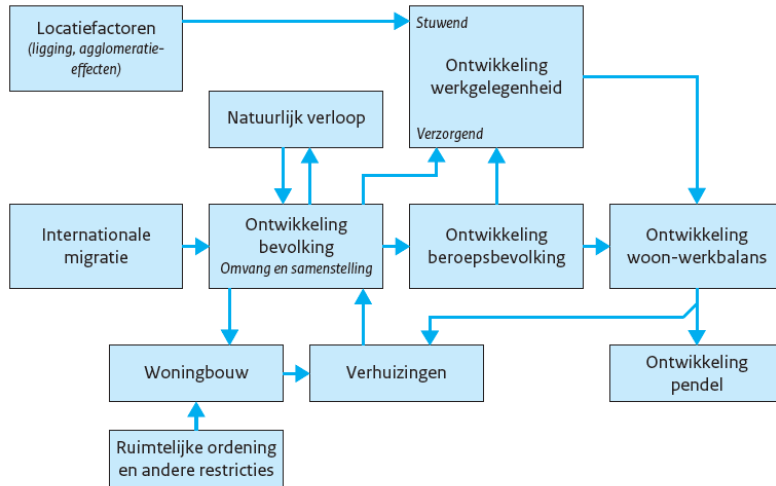 Locatiefactoren
(ligging, agglomeratie-
effecten)
Stuwend
Ontwikkeling
werkgelegenheid
Verzorgend
Natuurlijk verloop
Internationale
migratie
Ontwikkeling
bevolking
Omvang en samenstelling
Ontwikkeling
beroepsbevolking
Ontwikkeling
woon-werkbalans
Woningbouw
Verhuizingen
Ontwikkeling
pendel
Ruimtelijke ordening
en andere restricties